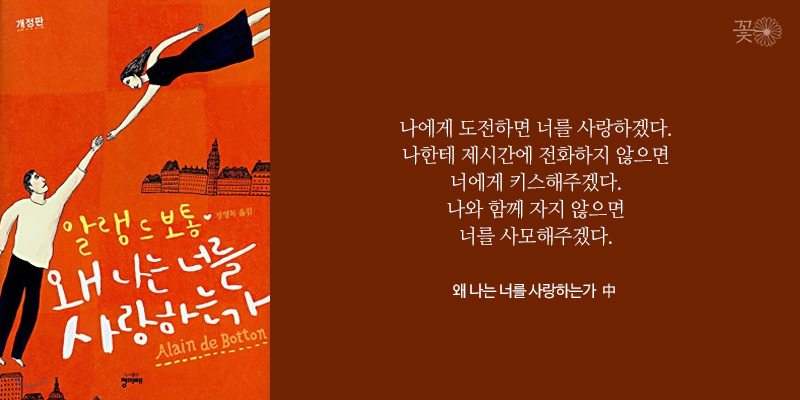 개정판
알랭 드 보통
정영목 옮김
왜 나는 너를
사랑하는가
Alain de Botton
청미래
꽃
나에게 도전하면 너를 사랑하겠다.
나한테 제시간에 전화하지 않으면
너에게 키스해주겠다.
나와 함께 자지 않으면
너를 사모해주겠다.
왜 나는 너를 사랑하는가 中